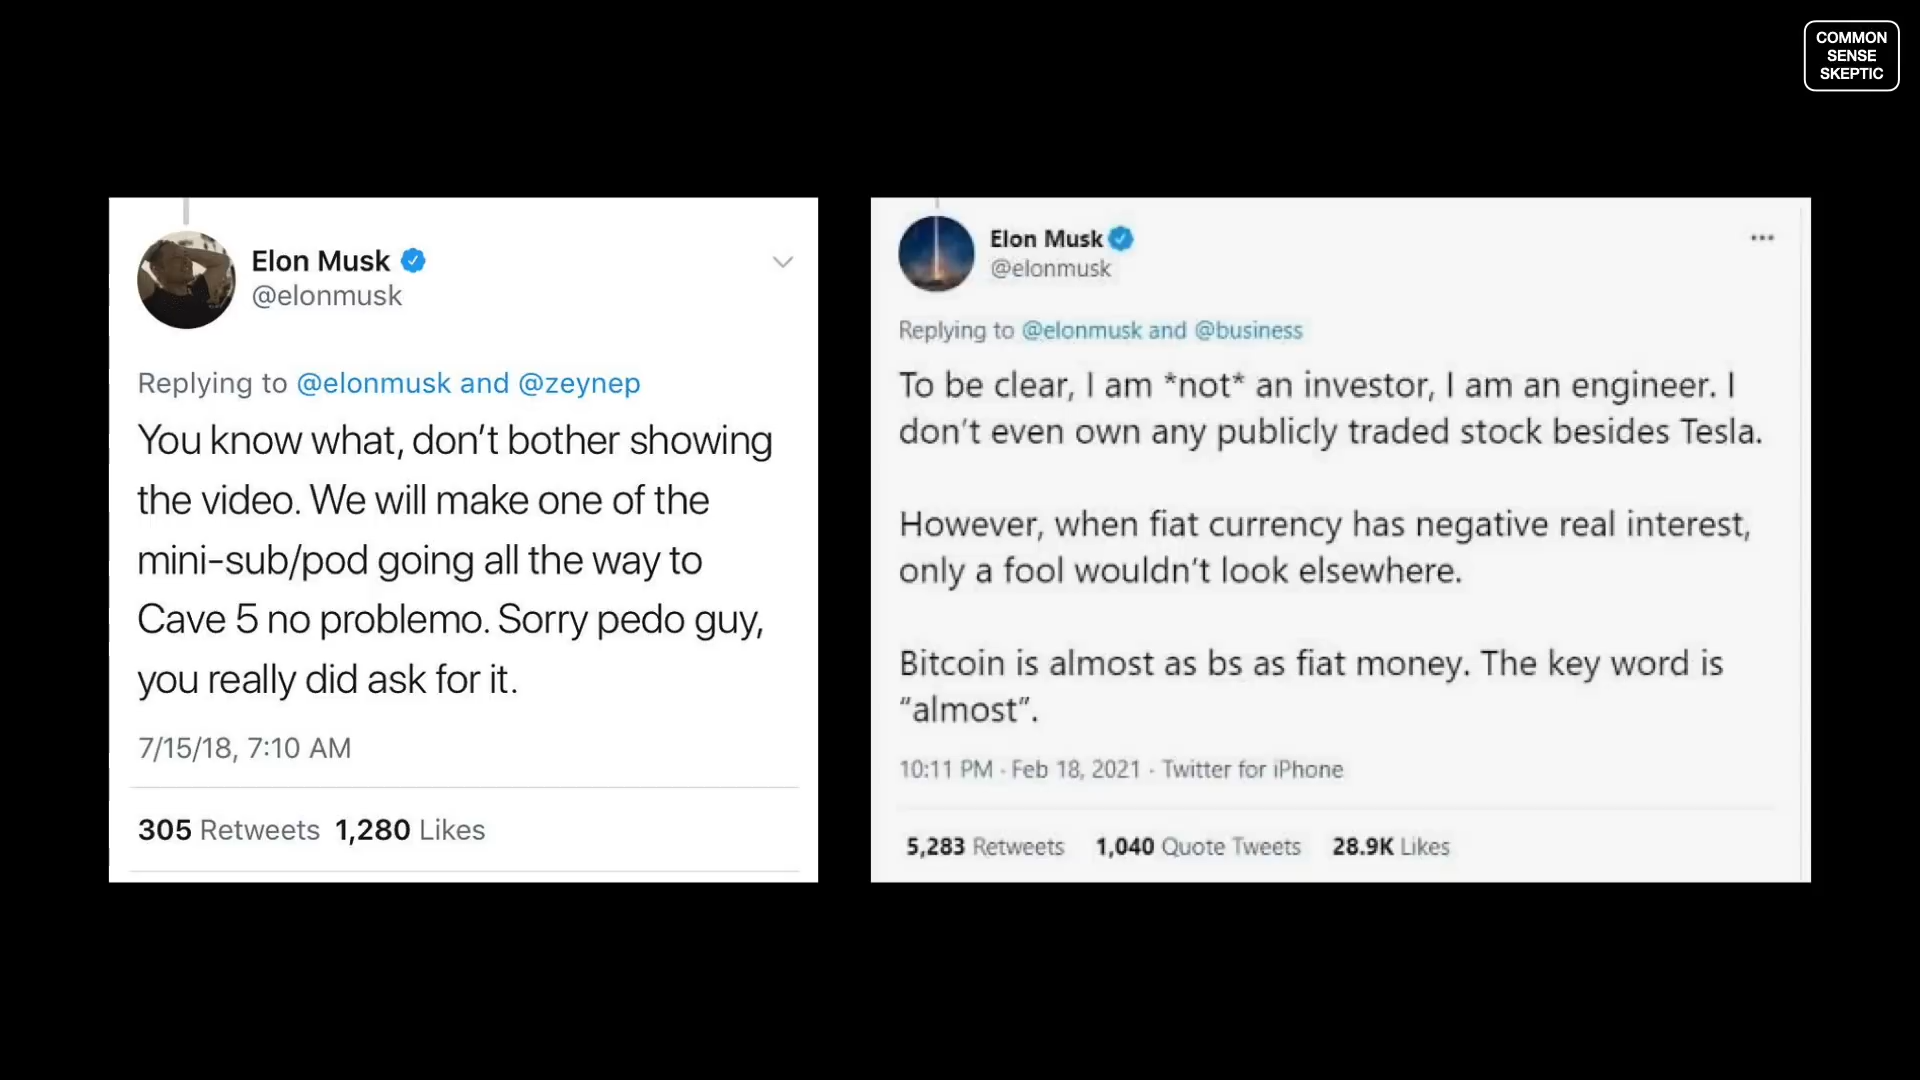 COMMON
SENSE
SKEPTIC
Elon Musk
@elonmusk
Replying to @elonmusk and @zeynep
You know what, don’t bother showing
the video. We will make one of the
mini-sub/pod going all the way to
Cave 5 no problemo. Sorry pedo guy,
you really did ask for it.
7/15/18, 7:10 AM
305 Retweets 1,280 Likes
Elon Musk
@elonmusk
Replying to @elonmusk and @business
To be clear, I am *not* an investor, I am an engineer. I
don’t even own any publicly traded stock besides Tesla.
However, when fiat currency has negative real interest,
only a fool wouldn’t look elsewhere.
Bitcoin is almost as bs as fiat money. The key word is
“almost”.
10:11 PM · Feb 18, 2021 · Twitter for iPhone
5,283 Retweets 1,040 Quote Tweets 28.9K Likes